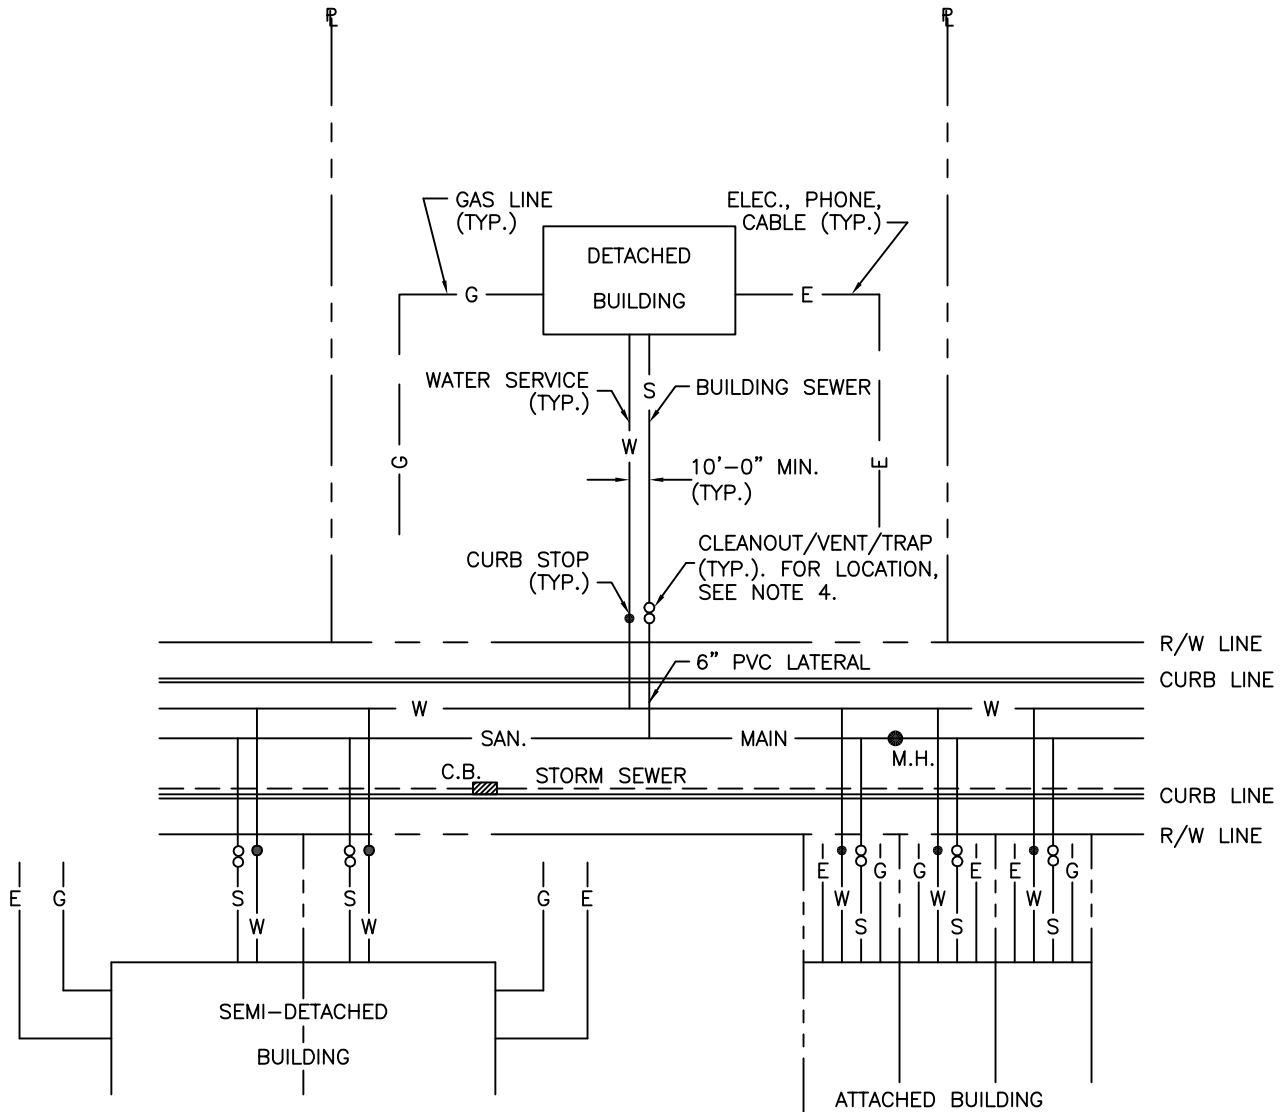 PL PL
GAS LINE
(TYP.)
ELEC., PHONE,
CABLE (TYP.)
DETACHED
BUILDING
G E
WATER SERVICE
(TYP.)
S
BUILDING SEWER
W
G E
10'-0" MIN.
(TYP.)
CURB STOP
(TYP.)
CLEANOUT/VENT/TRAP
(TYP.). FOR LOCATION,
SEE NOTE 4.
R/W LINE
6" PVC LATERAL
CURB LINE
W W
SAN. MAIN
M.H.
C.B.
STORM SEWER
CURB LINE
R/W LINE
E G S S G E
W W
E G G E E G
W W W
S S S
SEMI-DETACHED
BUILDING
ATTACHED BUILDING